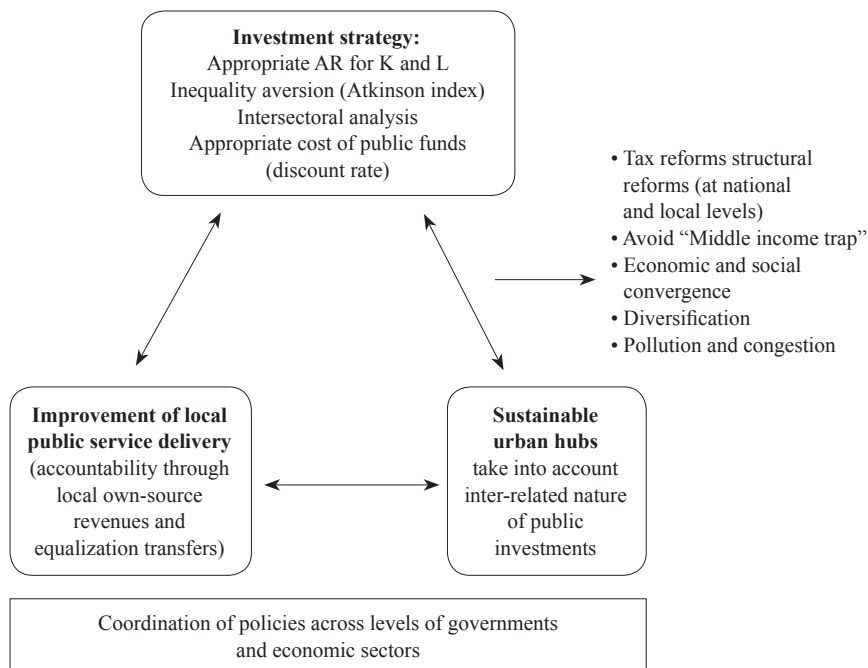 Investment strategy:
Appropriate AR for K and L
Inequality aversion (Atkinson index)
Intersectoral analysis
Appropriate cost of public funds
(discount rate)
• Tax reforms structural
reforms (at national
and local levels)
• Avoid “Middle income trap”
• Economic and social
convergence
• Diversification
• Pollution and congestion
Improvement of local
public service delivery
(accountability through
local own-source
revenues and
equalization transfers)
Sustainable
urban hubs
take into account
inter-related nature
of public
investments
Coordination of policies across levels of governments
and economic sectors